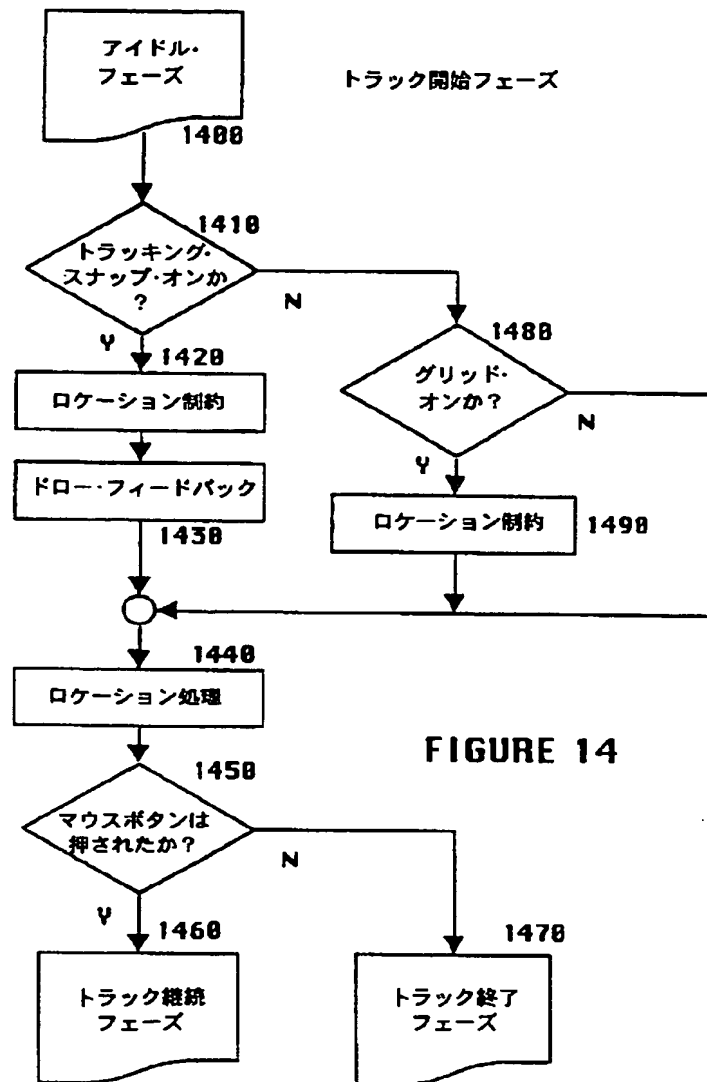 アイドル・
フェーズ
トラック開始フェーズ
1400
1410
トラッキング・
スナップ・オンか
?
N
Y
1420
1480
グリッド・
オンか?
N
ロケーション制約
Y
ドロー・フィードバック
1430
ロケーション制約
1490
1440
ロケーション処理
FIGURE 14
1450
マウスボタンは
押されたか?
N
Y
1460
1470
トラック継続
フェーズ
トラック終了
フェーズ